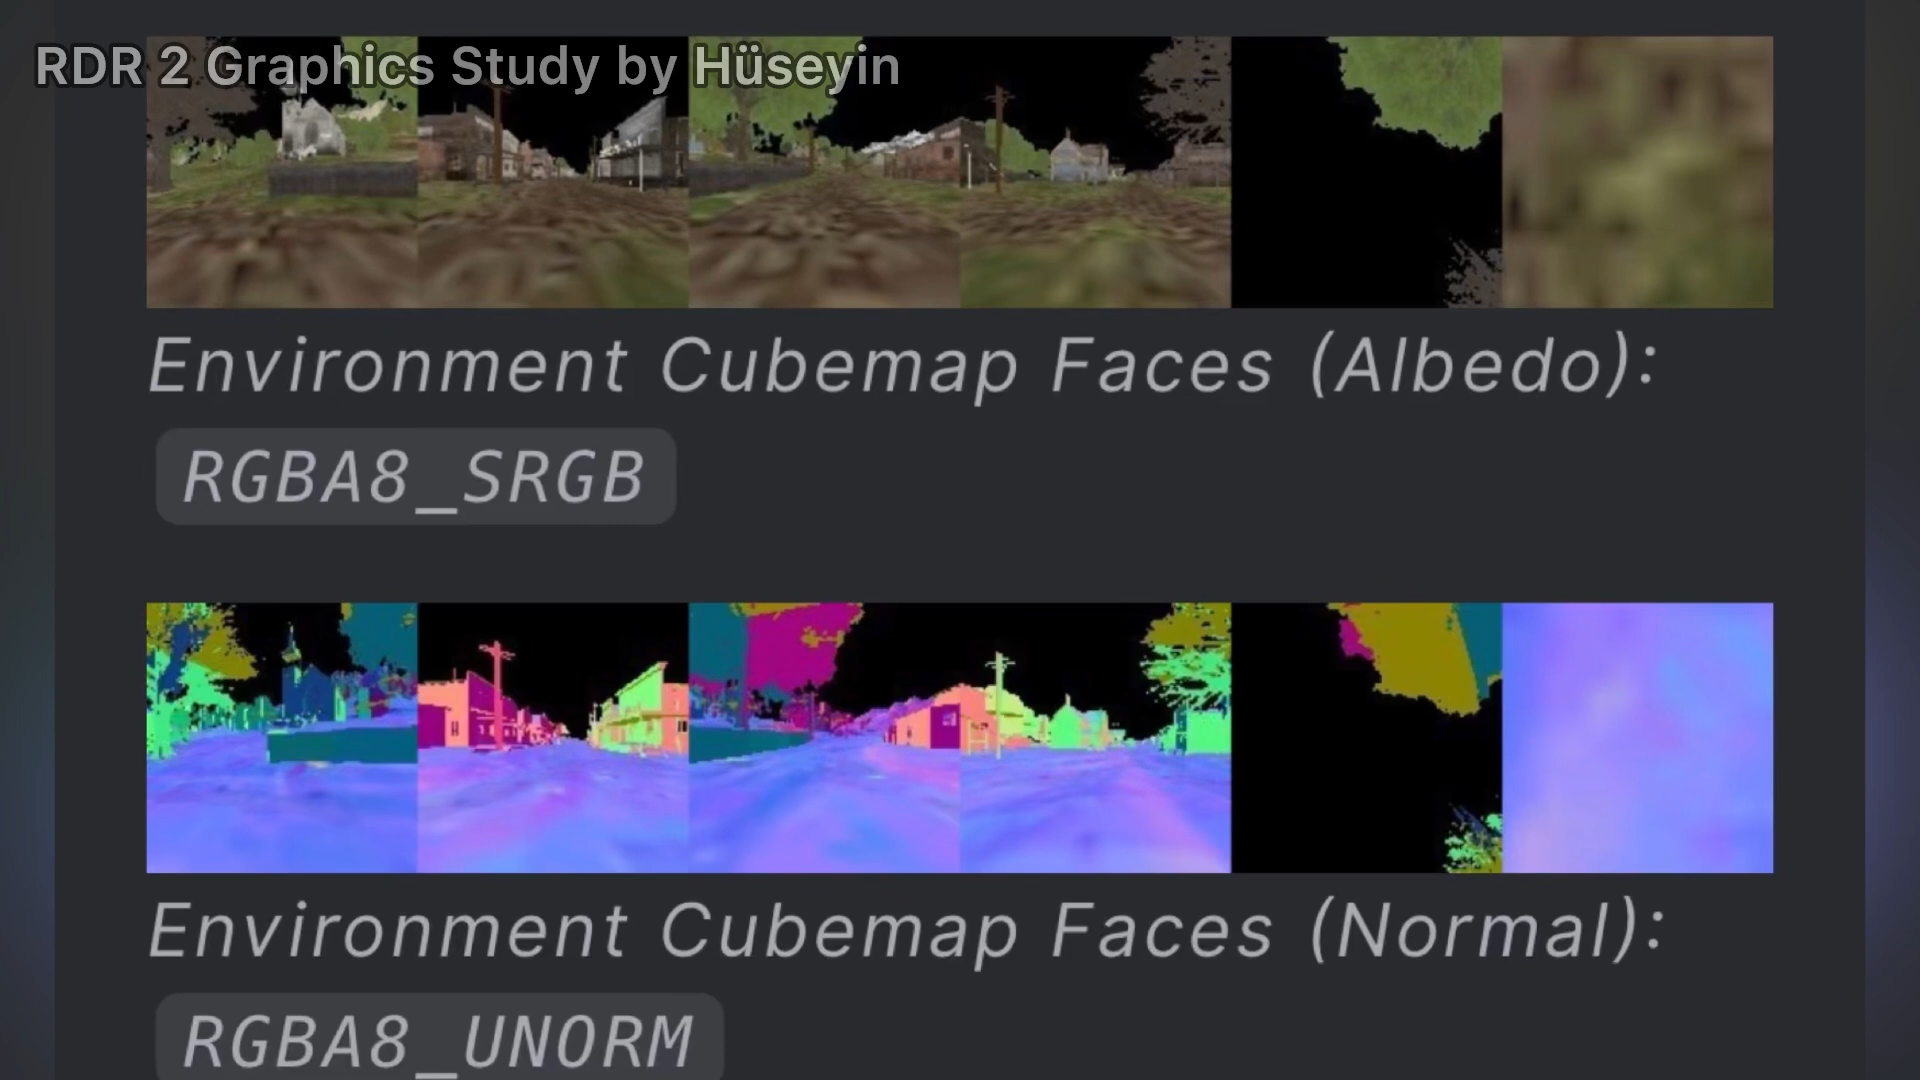 RDR 2 Graphics Study by Hüseyin
Environment Cubemap Faces (Albedo):
RGBA8_SRGB
Environment Cubemap Faces (Normal):
RGBA8_UNORM